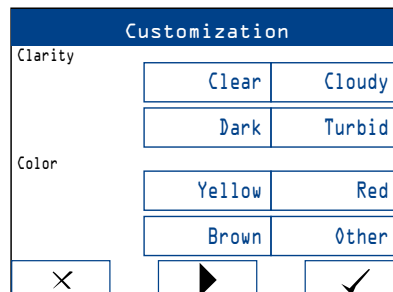 Customization
Clarity
Clear Cloudy
Dark Turbid
Color
Yellow Red
Brown Other